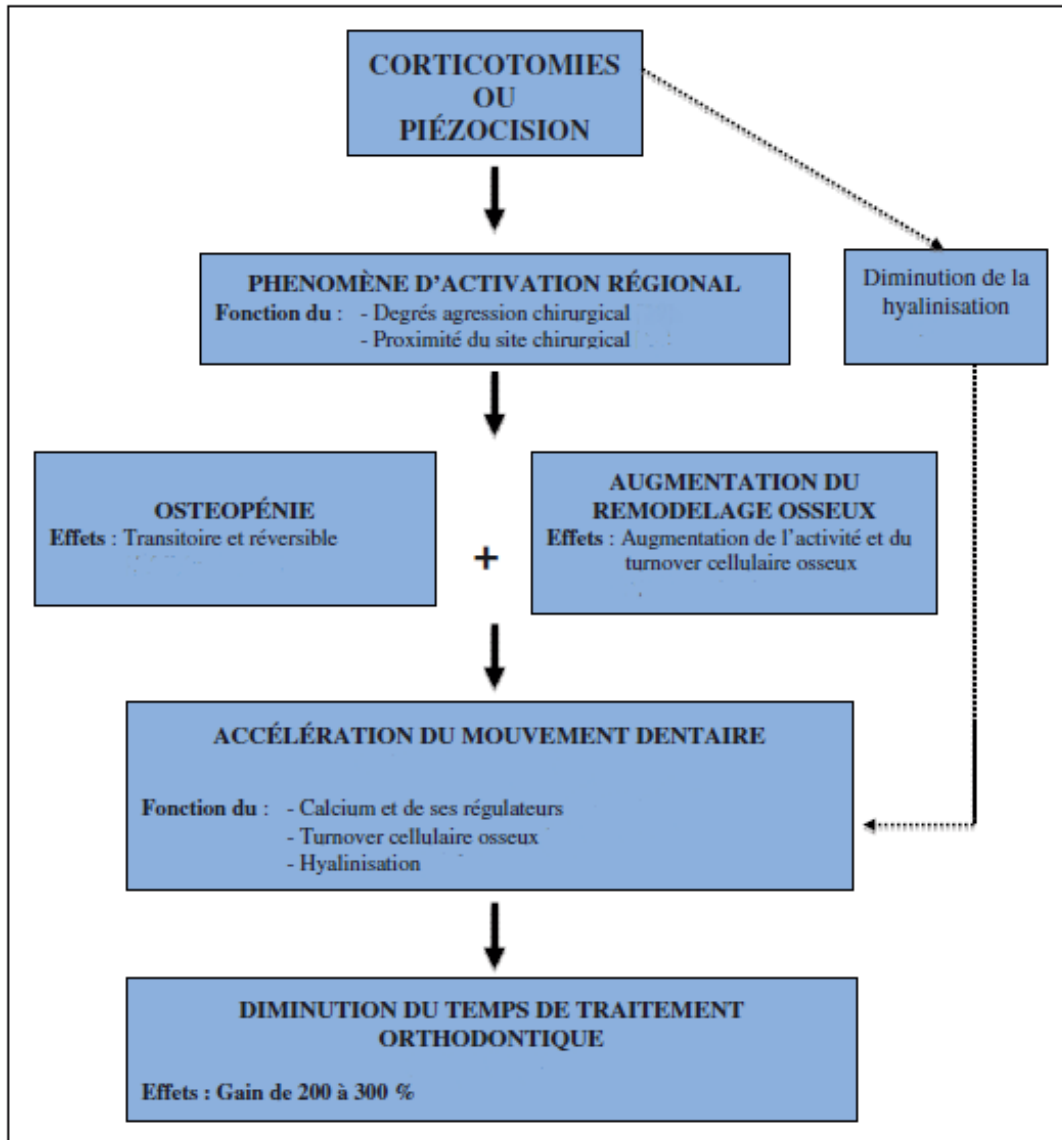 CORTICOTOMIES
OU
PIÉZOCISION
PHENOMÈNE D’ACTIVATION RÉGIONAL
Fonction du : - Degrés agression chirurgical
- Proximité du site chirurgical
Diminution de la
hyalinisation
OSTEOPÉNIE
Effets : Transitoire et réversible
+
AUGMENTATION DU
REMODELAGE OSSEUX
Effets : Augmentation de l’activité et du
turnover cellulaire osseux
ACCÉLÉRATION DU MOUVEMENT DENTAIRE
Fonction du : - Calcium et de ses régulateurs
- Turnover cellulaire osseux
- Hyalinisation
DIMINUTION DU TEMPS DE TRAITEMENT
ORTHODONTIQUE
Effets : Gain de 200 à 300 %